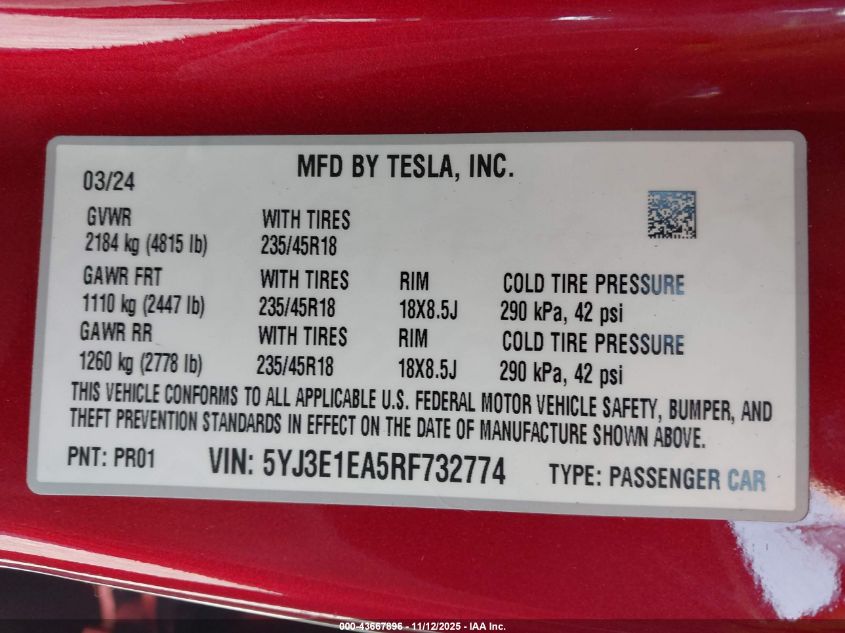 MFD BY TESLA, INC.
03/24
GVWR WITH TIRES
2184 kg (4815 lb) 235/45R18
GAWR FRT WITH TIRES RIM COLD TIRE PRESSURE
1110 kg (2447 lb) 235/45R18 18X8.5J 290 kPa, 42 psi
GAWR RR WITH TIRES RIM COLD TIRE PRESSURE
1260 kg (2778 lb) 235/45R18 18X8.5J 290 kPa, 42 psi
THIS VEHICLE CONFORMS TO ALL APPLICABLE U.S. FEDERAL MOTOR VEHICLE SAFETY, BUMPER, AND
THEFT PREVENTION STANDARDS IN EFFECT ON THE DATE OF MANUFACTURE SHOWN ABOVE.
PNT: PR01 VIN: 5YJ3E1EA5RF732774 TYPE: PASSENGER CAR
000-43667896 - 11/12/2025 - IAA Inc.